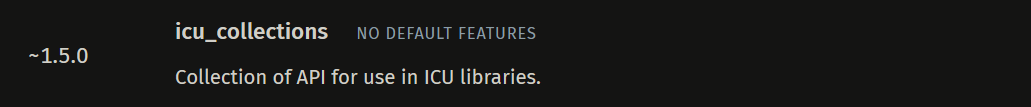 icu_collections NO DEFAULT FEATURES
~1.5.0
Collection of API for use in ICU libraries.